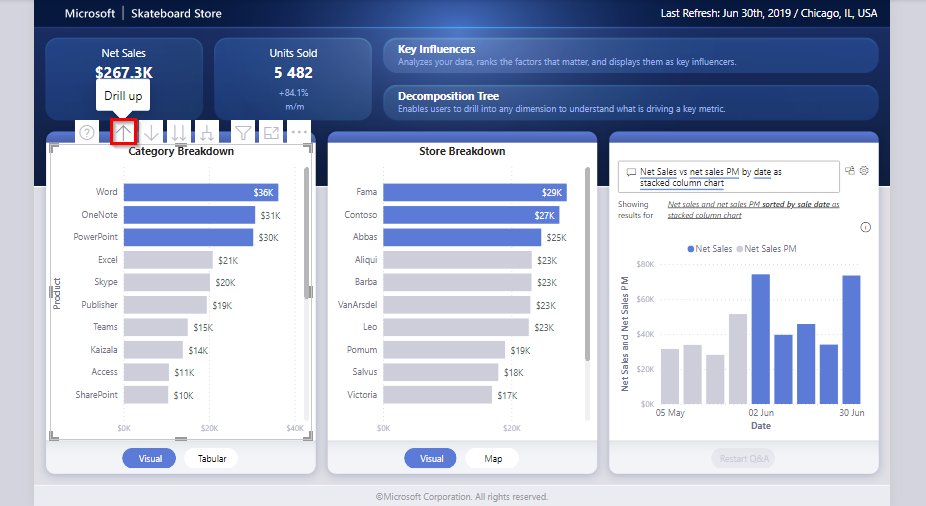 Microsoft | Skateboard Store
Last Refresh: Jun 30th, 2019 / Chicago, IL, USA
Net Sales
$267.3K
Drill up
Units Sold
5 482
+84.1%
m/m
Key Influencers
Analyzes your data, ranks the factors that matter, and displays them as key influencers.
Decomposition Tree
Enables users to drill into any dimension to understand what is driving a key metric.
Category Breakdown
Product
Word $36K
OneNote $31K
PowerPoint $30K
Excel $21K
Skype $20K
Publisher $19K
Teams $15K
Kaizala $14K
Access $11K
SharePoint $10K
$0K $20K $40K
Visual Tabular
Store Breakdown
Fama $29K
Contoso $27K
Abbas $25K
Aliqui $23K
Barba $23K
VanArsdel $23K
Leo $23K
Pomum $19K
Salvus $18K
Victoria $17K
$0K $20K
Visual Map
Net Sales vs net sales PM by date as
stacked column chart
Showing
results for
Net sales and net sales PM sorted by sale date as
stacked column chart
Net Sales Net Sales PM
Net Sales and Net Sales PM
$80K
$60K
$40K
$20K
$0K
05 May 02 Jun 30 Jun
Date
Restart Q&A
©Microsoft Corporation. All rights reserved.